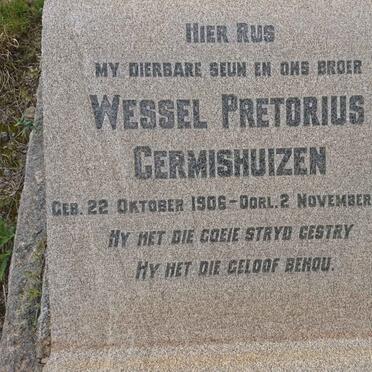 HIER RUS
MY DIERBARE SEUN EN ONS BROER
WESSEL PRETORIUS
GERMISHUIZEN
GEB. 22 OKTOBER 1906 - OORL. 2 NOVEMBER
HY HET DIE GOEIE STRYD GESTRY
HY HET DIE GELOOF BEHOU.